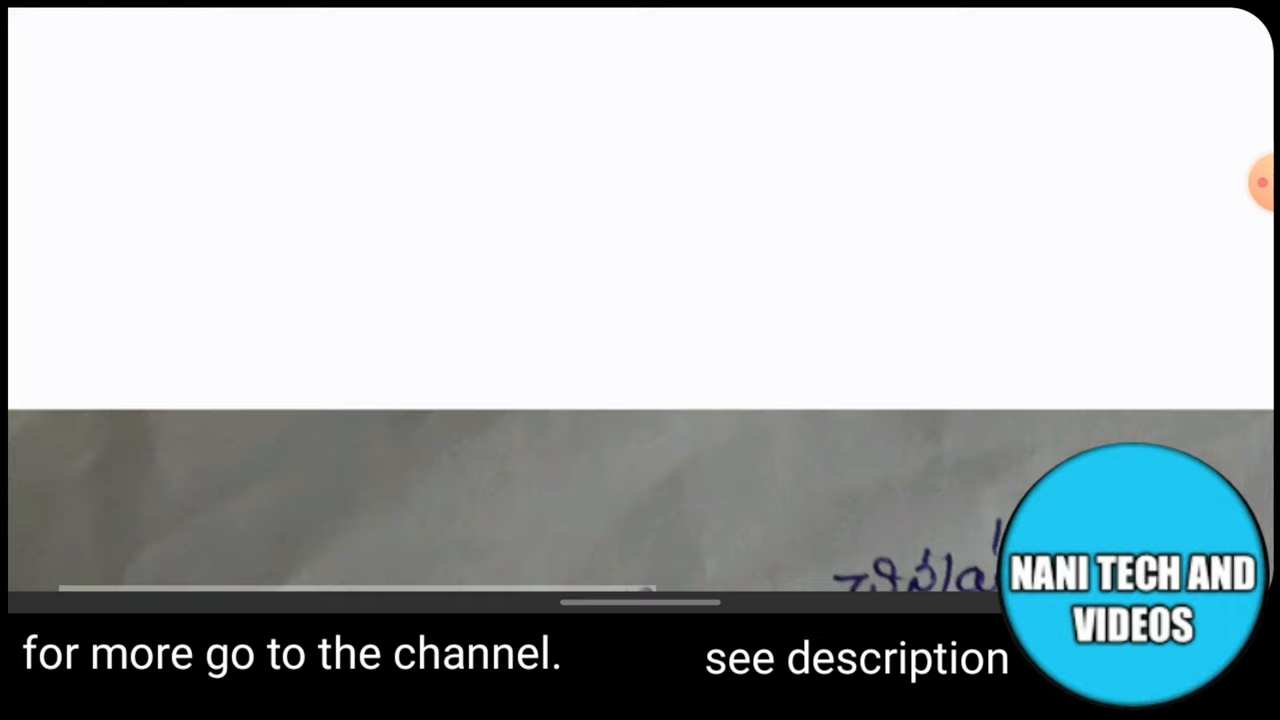 NANI TECH AND
VIDEOS
for more go to the channel.
see description